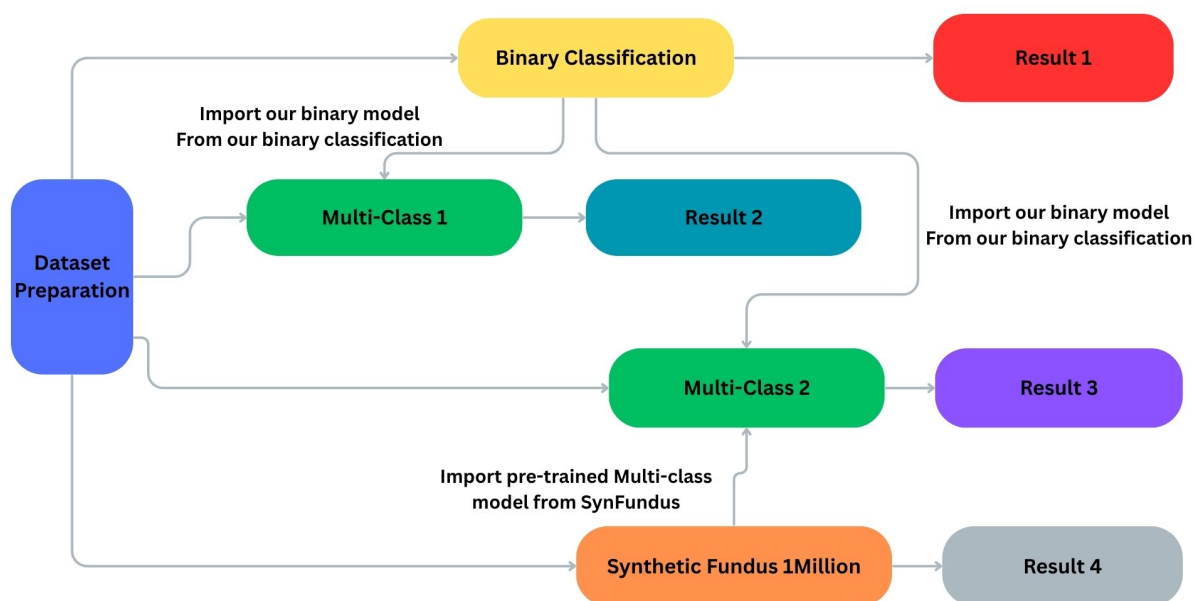 Binary Classification
Result 1
Import our binary model
From our binary classification
Multi-Class 1
Result 2
Import our binary model
From our binary classification
Dataset
Preparation
Multi-Class 2
Result 3
Import pre-trained Multi-class
model from SynFundus
Synthetic Fundus 1Million
Result 4